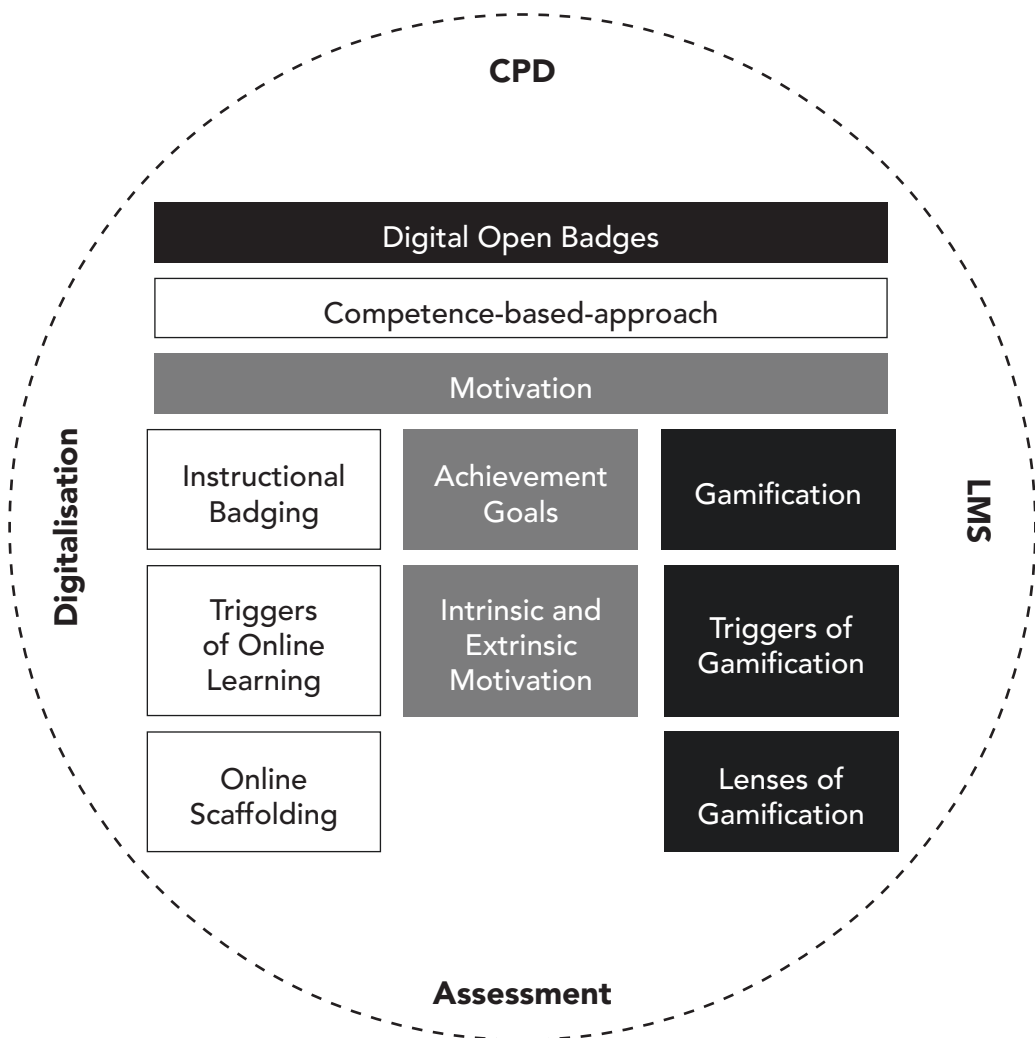 CPD
Digital Open Badges
Competence-based-approach
Motivation
Digitalisation
Instructional
Badging
Achievement
Goals
Gamification
LMS
Triggers
of Online
Learning
Intrinsic and
Extrinsic
Motivation
Triggers of
Gamification
Online
Scaffolding
Lenses of
Gamification
Assessment